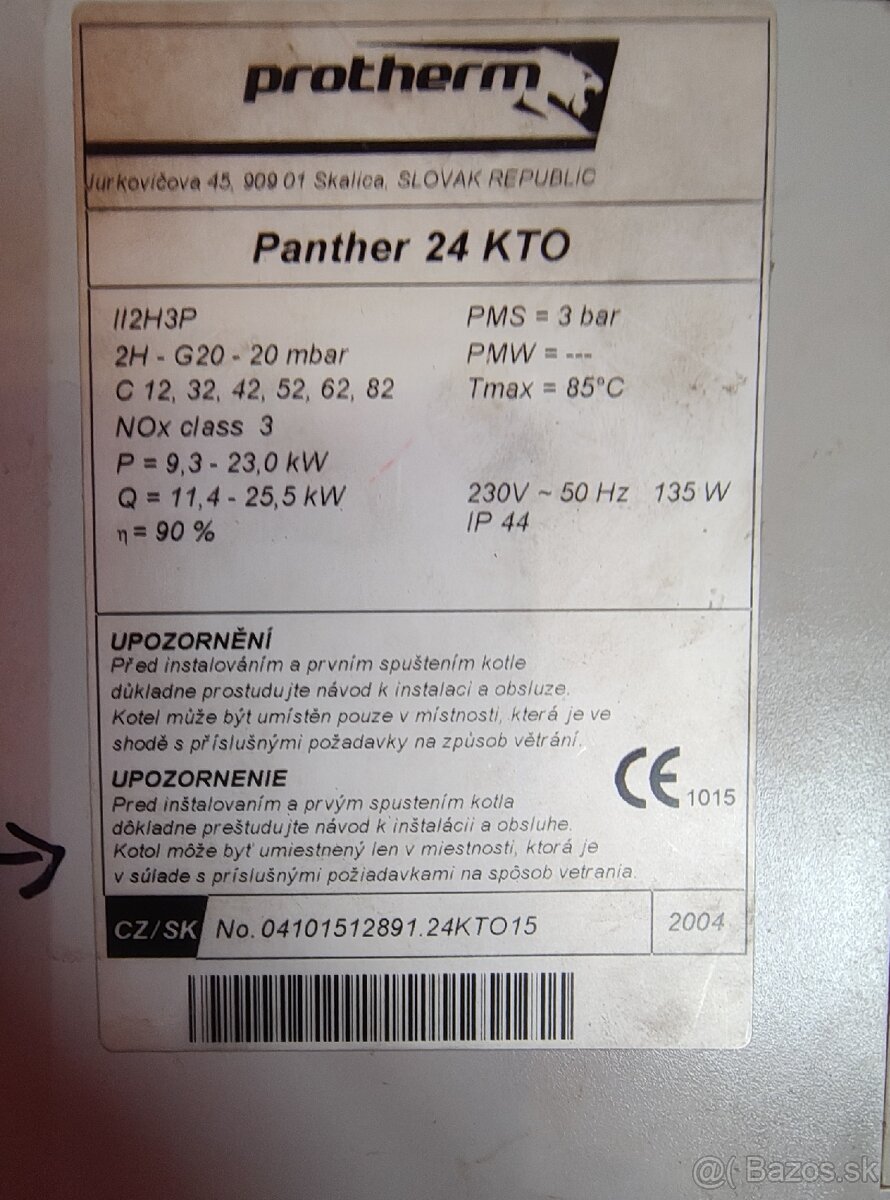 protherm
Jurkovičova 45, 909 01 Skalica, SLOVAK REPUBLIC
Panther 24 KTO
II2H3P
2H - G20 - 20 mbar
C 12, 32, 42, 52, 62, 82
NOx class 3
P = 9,3 - 23,0 kW
Q = 11,4 - 25,5 kW
η = 90 %
PMS = 3 bar
PMW = ---
Tmax = 85°C
230V ~ 50 Hz 135 W
IP 44
UPOZORNĚNÍ
Před instalováním a prvním spuštením kotle
důkladne prostudujte návod k instalaci a obsluze.
Kotel může být umístěn pouze v místnosti, která je ve
shodě s příslušnými požadavky na způsob větrání.
UPOZORNENIE
Pred inštalovaním a prvým spustením kotla
dôkladne preštudujte návod k inštalácii a obsluhe.
Kotol môže byť umiestnený len v miestnosti, ktorá je
v súlade s príslušnými požiadavkami na spôsob vetrania.
CE 1015
CZ/SK No. 04101512891.24KTO15 2004
@( Bazos.sk